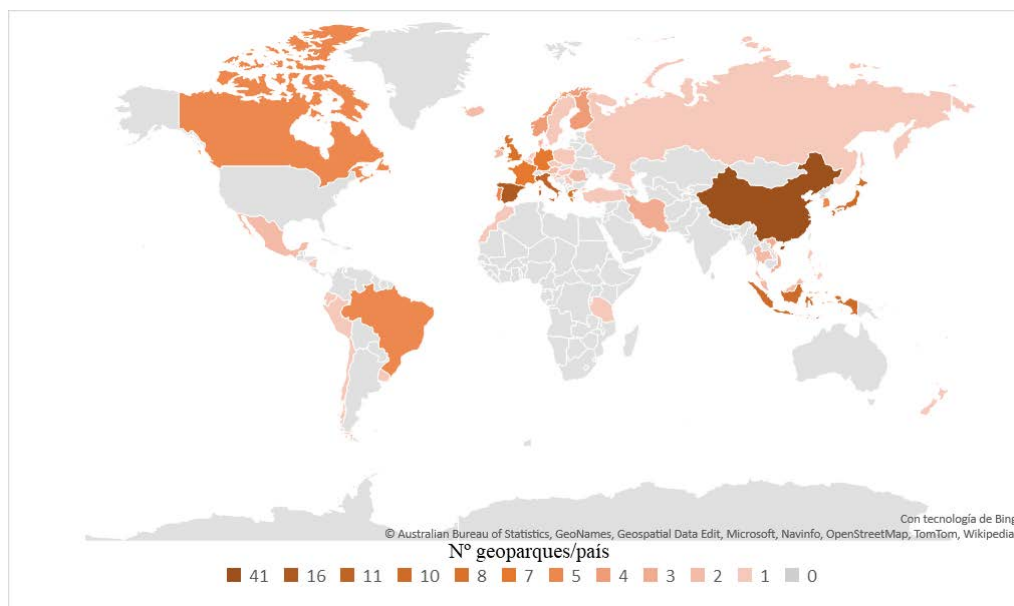 Con tecnología de Bing
© Australian Bureau of Statistics, GeoNames, Geospatial Data Edit, Microsoft, Navinfo, OpenStreetMap, TomTom, Wikipedia
Nº geoparques/país
41 16 11 10 8 7 5 4 3 2 1 0